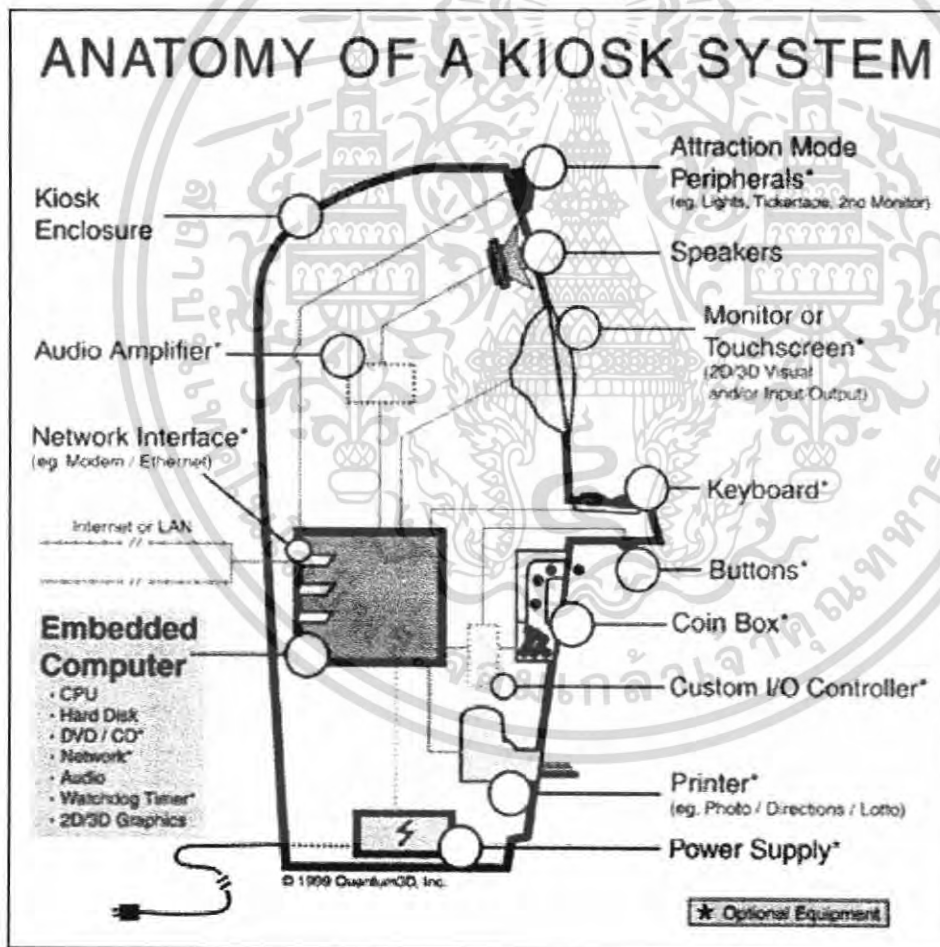 ANATOMY OF A KIOSK SYSTEM
Kiosk
Enclosure
Audio Amplifier*
Network Interface*
(eg. Modem / Ethernet)
Internet or LAN
Embedded
Computer
· CPU
· Hard Disk
· DVD / CD*
· Network*
· Audio
· Watchdog Timer*
· 2D/3D Graphics
Attraction Mode
Peripherals*
(eg. Lights, Tickertape, 2nd Monitor)
Speakers
Monitor or
Touchscreen*
(2D/3D Visual
and/or Input/Output)
Keyboard*
Buttons*
Coin Box*
Custom I/O Controller*
Printer*
(eg. Photo / Directions / Lotto)
Power Supply*
© 1999 Quantum3D, Inc.
★ Optional Equipment